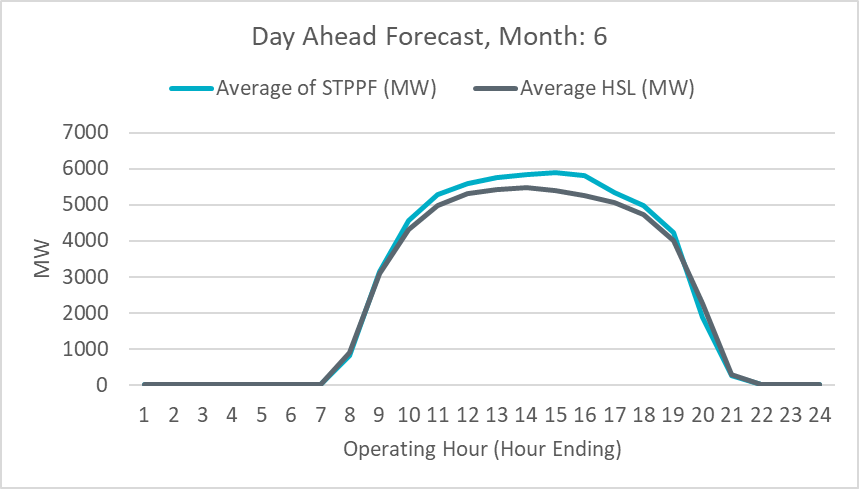 Day Ahead Forecast, Month: 6
Average of STPPF (MW) Average HSL (MW)
7000
6000
5000
4000
3000
2000
1000
0
MW
1 2 3 4 5 6 7 8 9 10 11 12 13 14 15 16 17 18 19 20 21 22 23 24
Operating Hour (Hour Ending)